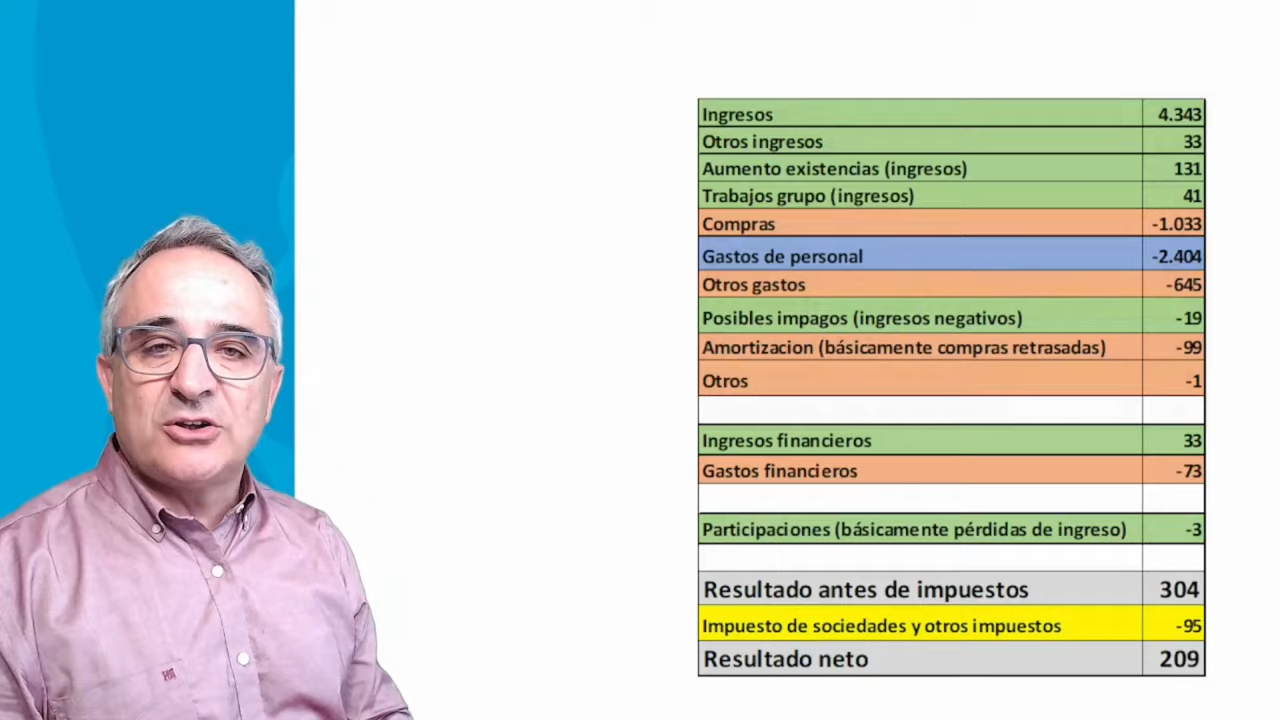 Ingresos 4.343
Otros ingresos 33
Aumento existencias (ingresos) 131
Trabajos grupo (ingresos) 41
Compras -1.033
Gastos de personal -2.404
Otros gastos -645
Posibles impagos (ingresos negativos) -19
Amortizacion (básicamente compras retrasadas) -99
Otros -1
Ingresos financieros 33
Gastos financieros -73
Participaciones (básicamente pérdidas de ingreso) -3
Resultado antes de impuestos 304
Impuesto de sociedades y otros impuestos -95
Resultado neto 209